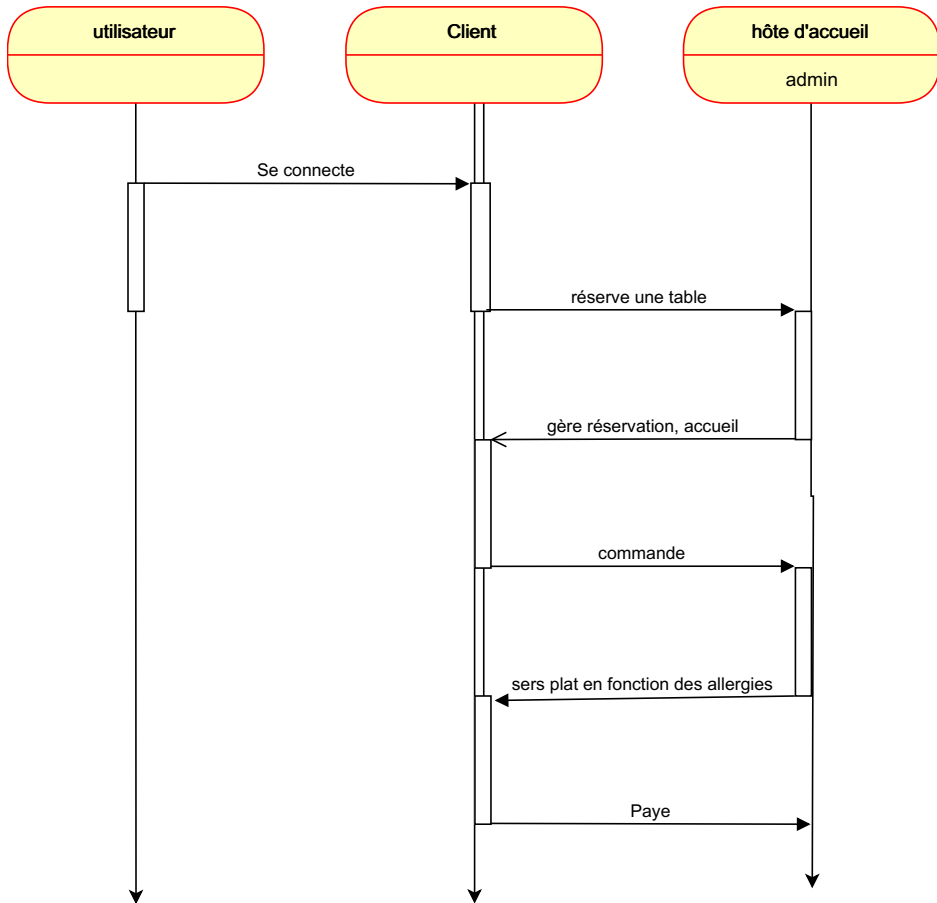 utilisateur
Client
hôte d'accueil
admin
Se connecte
réserve une table
gère réservation, accueil
commande
sers plat en fonction des allergies
Paye